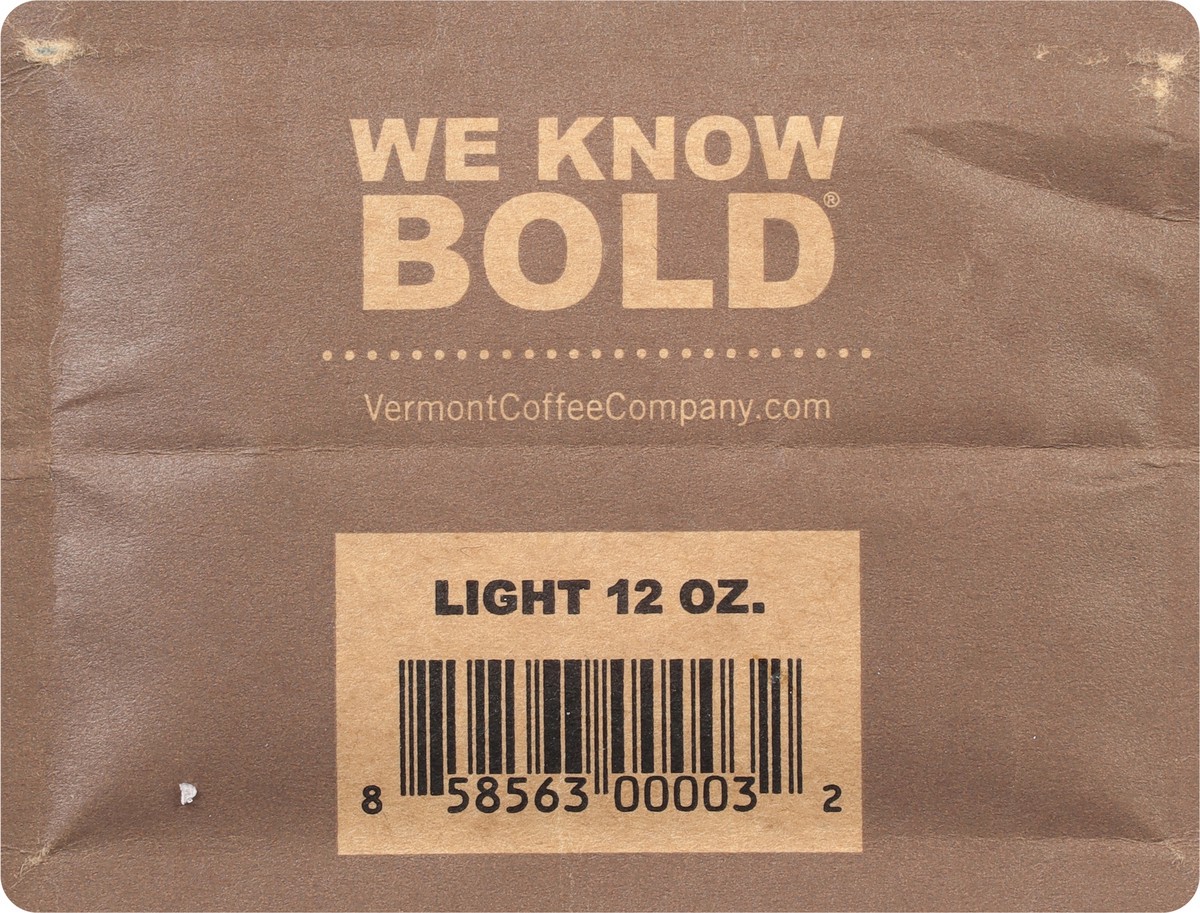 WE KNOW
BOLD®
VermontCoffeeCompany.com
LIGHT 12 OZ.
8 58563 00003 2